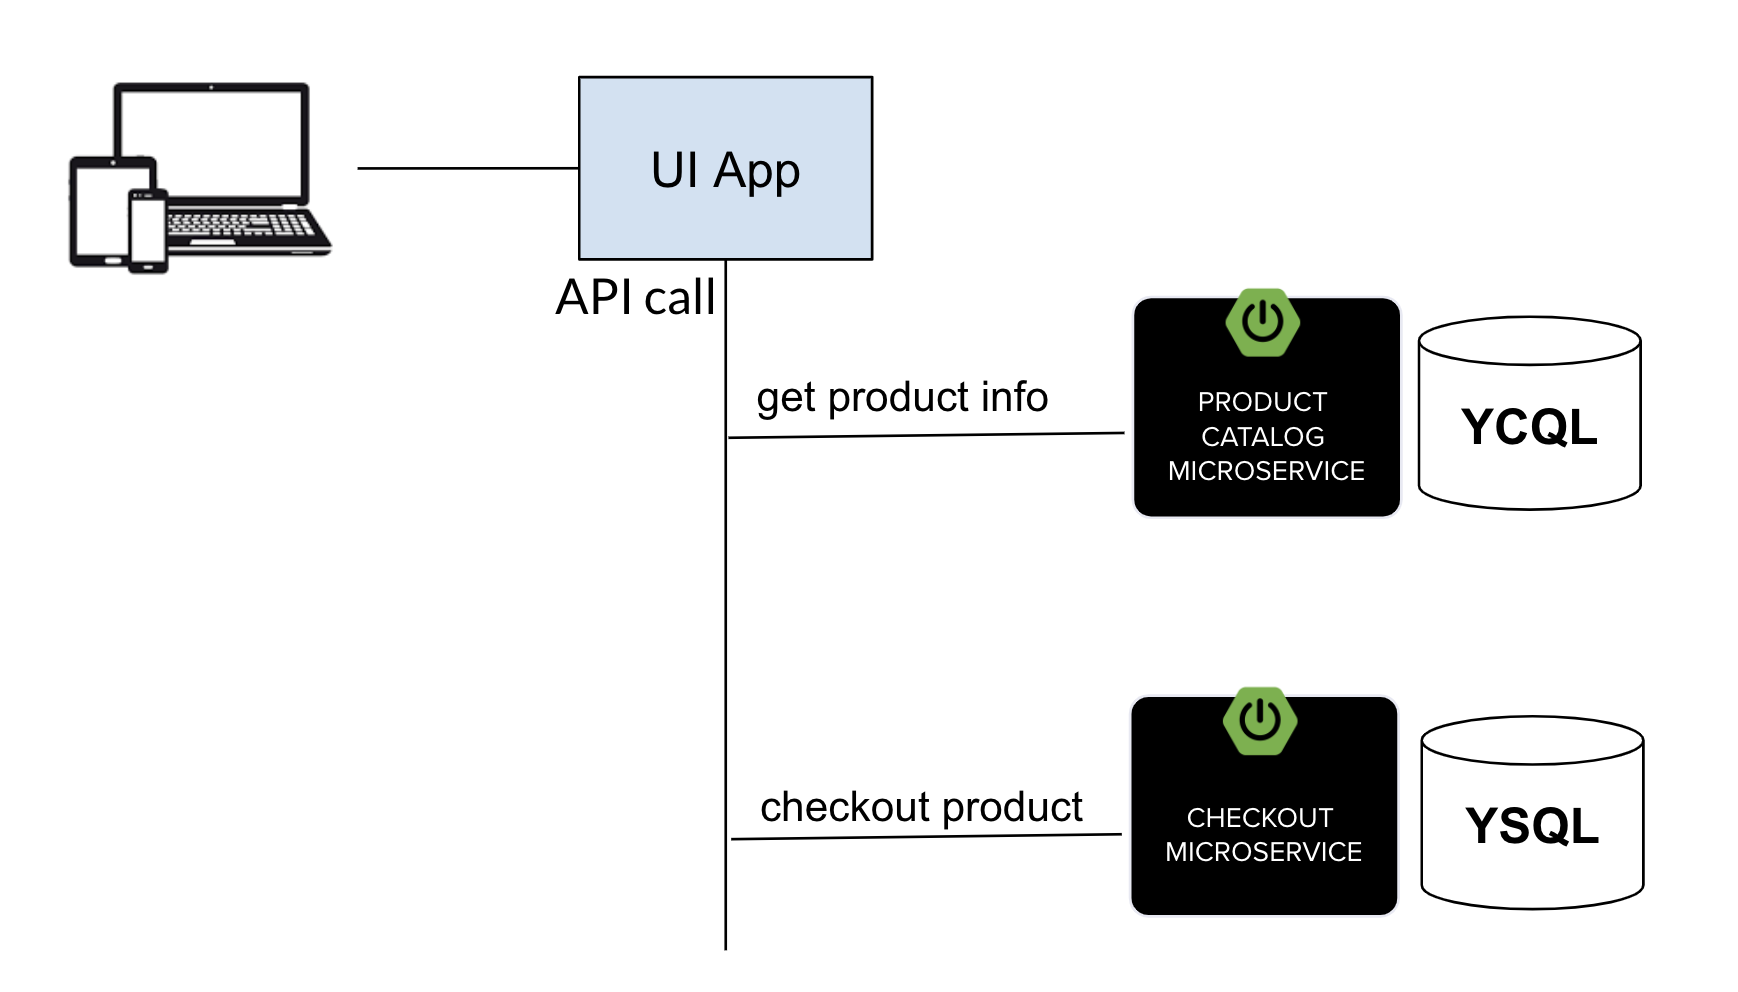 UI App
API call
get product info
PRODUCT
CATALOG
MICROSERVICE
YCQL
checkout product
CHECKOUT
MICROSERVICE
YSQL